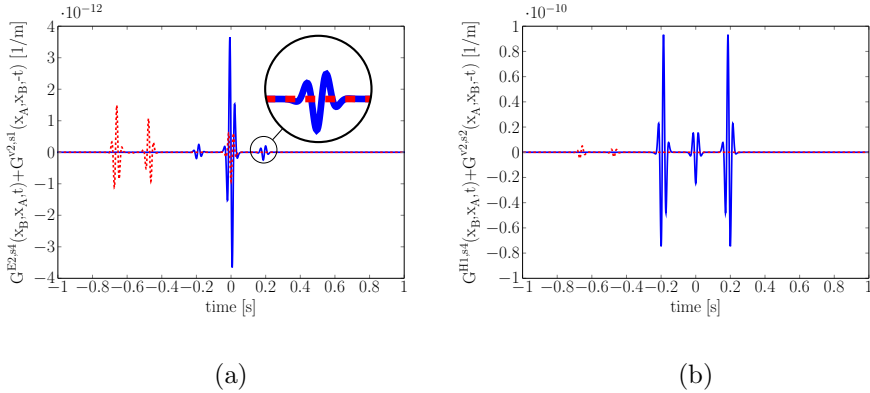 ·10⁻¹² ·10⁻¹⁰
4 1
3 0.8
2 0.6
1 0.4
0 0.2
−1 0
−2 −0.2
−3 −0.4
−4 −0.6
−0.8
−1
G^{E2,s4}(x_B,x_A,t)+G^{v2,s1}(x_A,x_B,-t) [1/m]
G^{H1,s4}(x_B,x_A,t)+G^{v2,s2}(x_A,x_B,-t) [1/m]
−1 −0.8 −0.6 −0.4 −0.2 0 0.2 0.4 0.6 0.8 1
−1 −0.8 −0.6 −0.4 −0.2 0 0.2 0.4 0.6 0.8 1
time [s] time [s]
(a) (b)